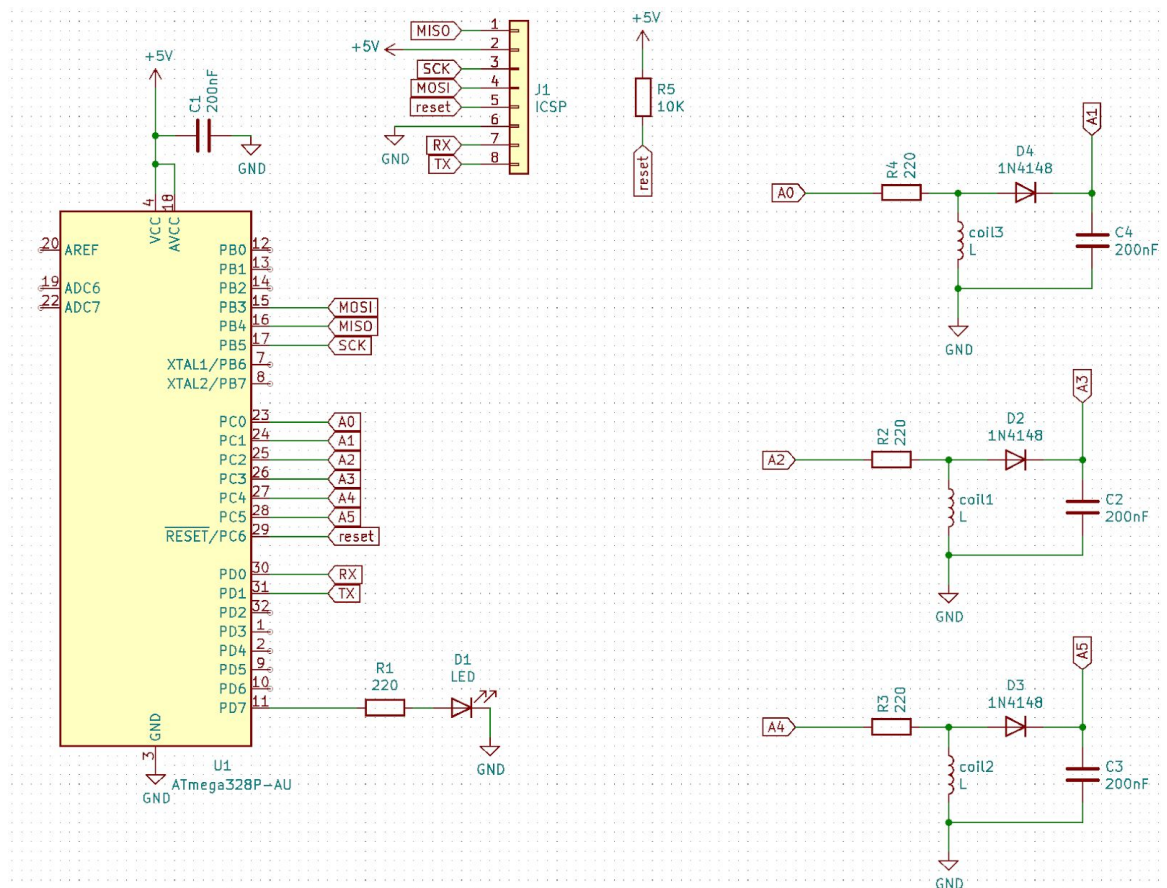 +5V
C1
200nF
GND
MISO
1
+5V
2
SCK
3
MOSI
4
reset
5
6
GND
RX
7
TX
8
J1
ICSP
+5V
R5
10K
reset
4
18
VCC
AVCC
20
AREF
19
ADC6
22
ADC7
PB0
12
PB1
13
PB2
14
PB3
15
MOSI
PB4
16
MISO
PB5
17
SCK
XTAL1/PB6
7
XTAL2/PB7
8
PC0
23
A0
PC1
24
A1
PC2
25
A2
PC3
26
A3
PC4
27
A4
PC5
28
A5
RESET/PC6
29
reset
PD0
30
RX
PD1
31
TX
PD2
32
PD3
1
PD4
2
PD5
9
PD6
10
PD7
11
GND
3
GND
U1
ATmega328P-AU
R1
220
D1
LED
GND
A0
R4
220
D4
1N4148
A1
coil3
L
C4
200nF
GND
A2
R2
220
D2
1N4148
A3
coil1
L
C2
200nF
GND
A4
R3
220
D3
1N4148
A5
coil2
L
C3
200nF
GND